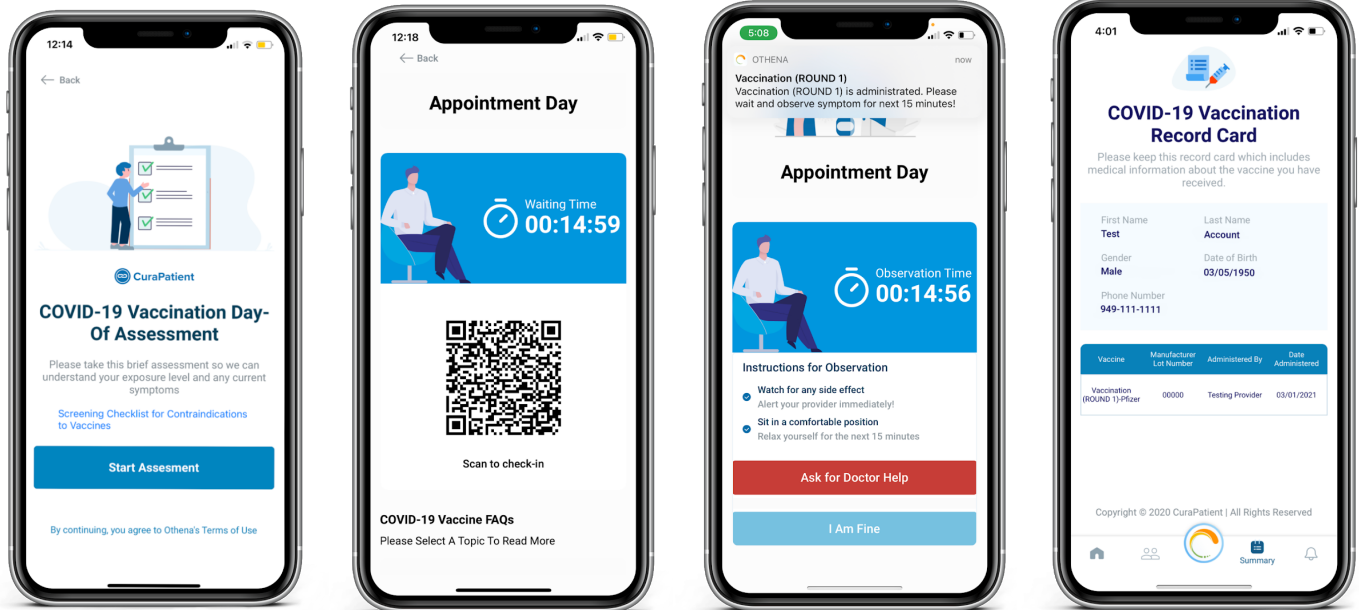 12:14
Back
CuraPatient
COVID-19 Vaccination Day-
Of Assessment
Please take this brief assessment so we can
understand your exposure level and any current
symptoms
Screening Checklist for Contraindications
to Vaccines
Start Assesment
By continuing, you agree to Othena's Terms of Use
12:18
Back
Appointment Day
Waiting Time
00:14:59
Scan to check-in
COVID-19 Vaccine FAQs
Please Select A Topic To Read More
5:08
OTHENA
now
Vaccination (ROUND 1)
Vaccination (ROUND 1) is administrated. Please
wait and observe symptom for next 15 minutes!
Appointment Day
Observation Time
00:14:56
Instructions for Observation
Watch for any side effect
Alert your provider immediately!
Sit in a comfortable position
Relax yourself for the next 15 minutes
Ask for Doctor Help
I Am Fine
4:01
COVID-19 Vaccination
Record Card
Please keep this record card which includes
medical information about the vaccine you have
received.
First Name Last Name
Test Account
Gender Date of Birth
Male 03/05/1950
Phone Number
949-111-1111
Vaccine Manufacturer Lot Number Administered By Date Administered
Vaccination (ROUND 1)-Pfizer 00000 Testing Provider 03/01/2021
Copyright © 2020 CuraPatient | All Rights Reserved
Summary